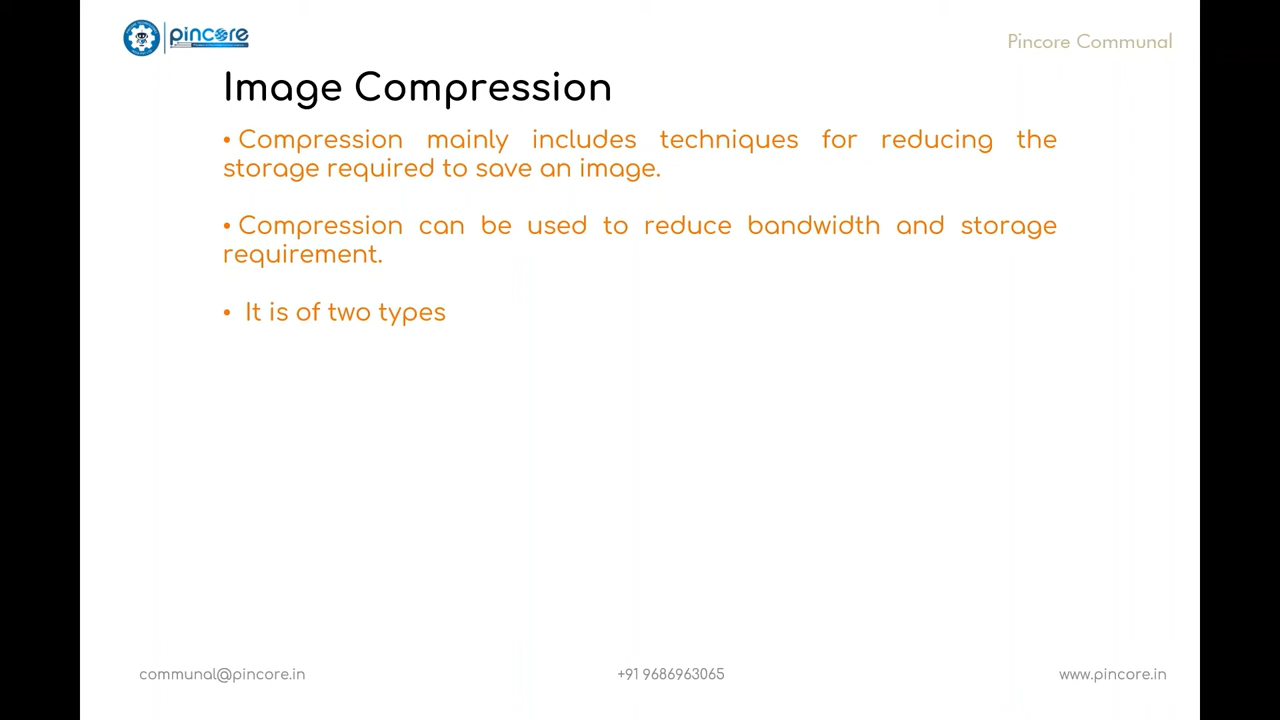 pincore
Pincore Communal
Image Compression
• Compression mainly includes techniques for reducing the
storage required to save an image.
• Compression can be used to reduce bandwidth and storage
requirement.
• It is of two types
communal@pincore.in
+91 9686963065
www.pincore.in